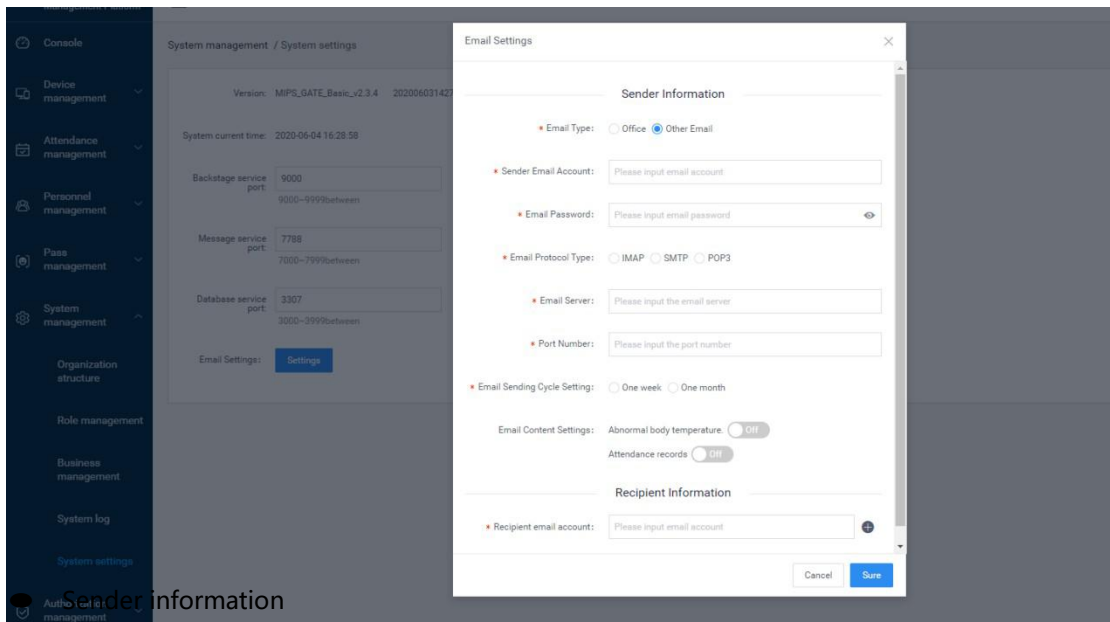 Management Platform
Console
Device
management
Attendance
management
Personnel
management
Pass
management
System
management
Organization
structure
Role management
Business
management
System log
System settings
Authorization
management
System management / System settings
Version: MIPS_GATE_Basic_v2.3.4 202006031427
System current time: 2020-06-04 16:28:58
Backstage service
port: 9000
9000~9999between
Message service
port: 7788
7000~7999between
Database service
port: 3307
3000~3999between
Email Settings: Settings
Email Settings
Sender Information
* Email Type: Office Other Email
* Sender Email Account: Please input email account
* Email Password: Please input email password
* Email Protocol Type: IMAP SMTP POP3
* Email Server: Please input the email server
* Port Number: Please input the port number
* Email Sending Cycle Setting: One week One month
Email Content Settings: Abnormal body temperature. Off
Attendance records Off
Recipient Information
* Recipient email account: Please input email account
Cancel Sure
● Sender information